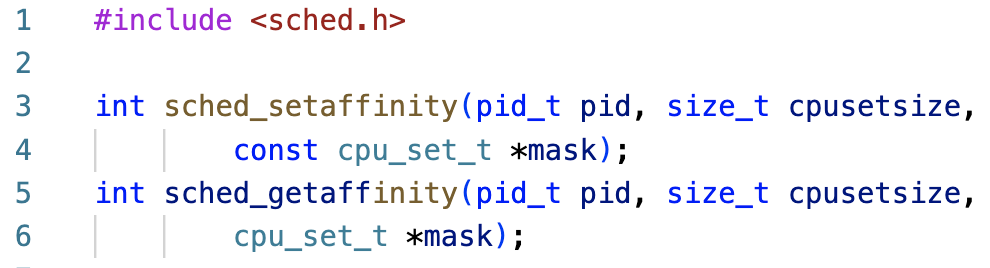 1 #include <sched.h>
2
3 int sched_setaffinity(pid_t pid, size_t cpusetsize,
4 const cpu_set_t *mask);
5 int sched_getaffinity(pid_t pid, size_t cpusetsize,
6 cpu_set_t *mask);